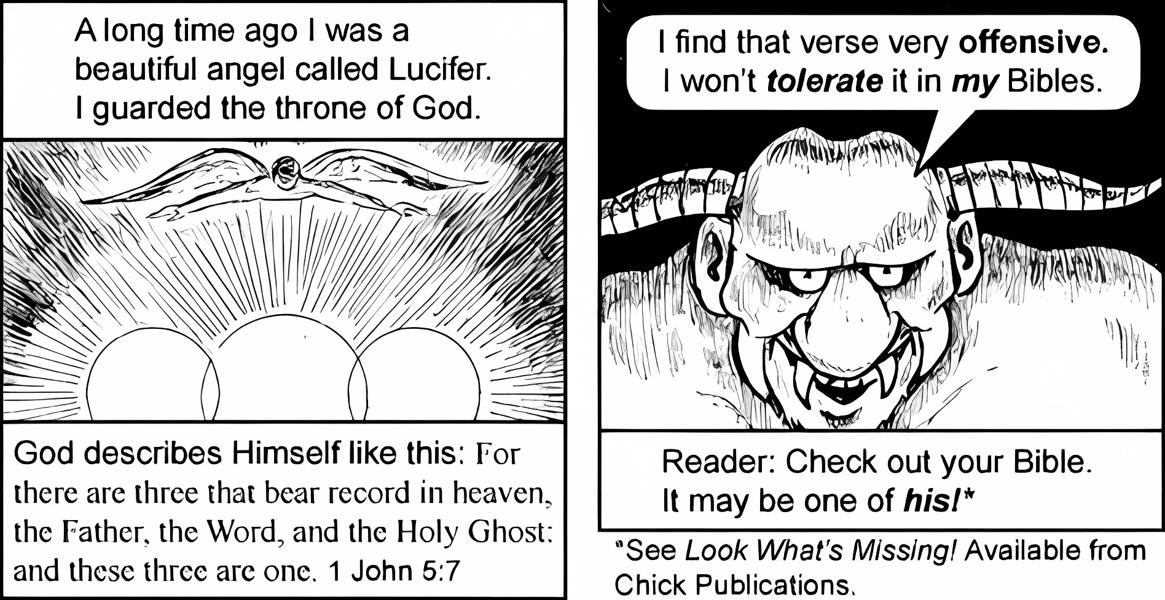 A long time ago I was a
beautiful angel called Lucifer.
I guarded the throne of God.
God describes Himself like this: For
there are three that bear record in heaven,
the Father, the Word, and the Holy Ghost:
and these three are one. 1 John 5:7
I find that verse very offensive.
I won't tolerate it in my Bibles.
Reader: Check out your Bible.
It may be one of his!*
*See Look What's Missing! Available from
Chick Publications.